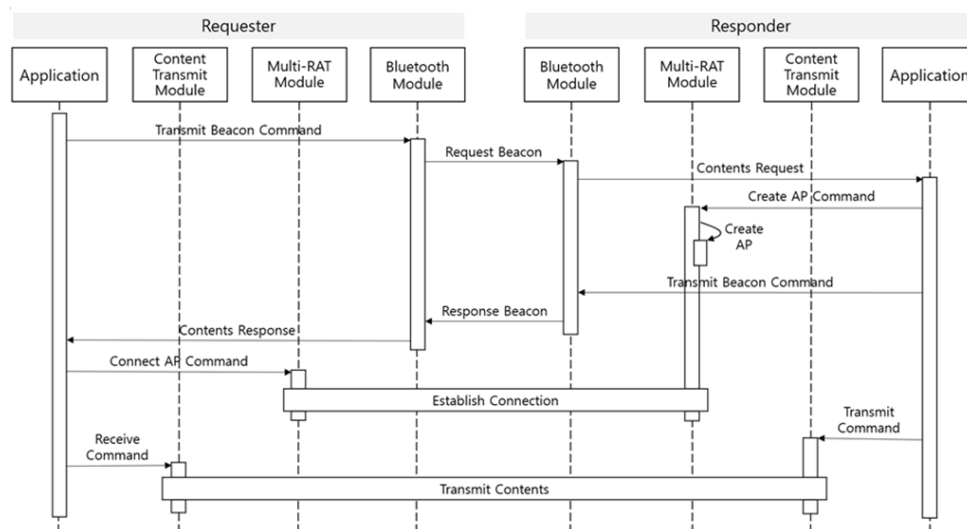 Requester
Responder
Application
Content
Transmit
Module
Multi-RAT
Module
Bluetooth
Module
Bluetooth
Module
Multi-RAT
Module
Content
Transmit
Module
Application
Transmit Beacon Command
Request Beacon
Contents Request
Create AP Command
Create
AP
Transmit Beacon Command
Response Beacon
Contents Response
Connect AP Command
Establish Connection
Transmit
Command
Receive
Command
Transmit Contents